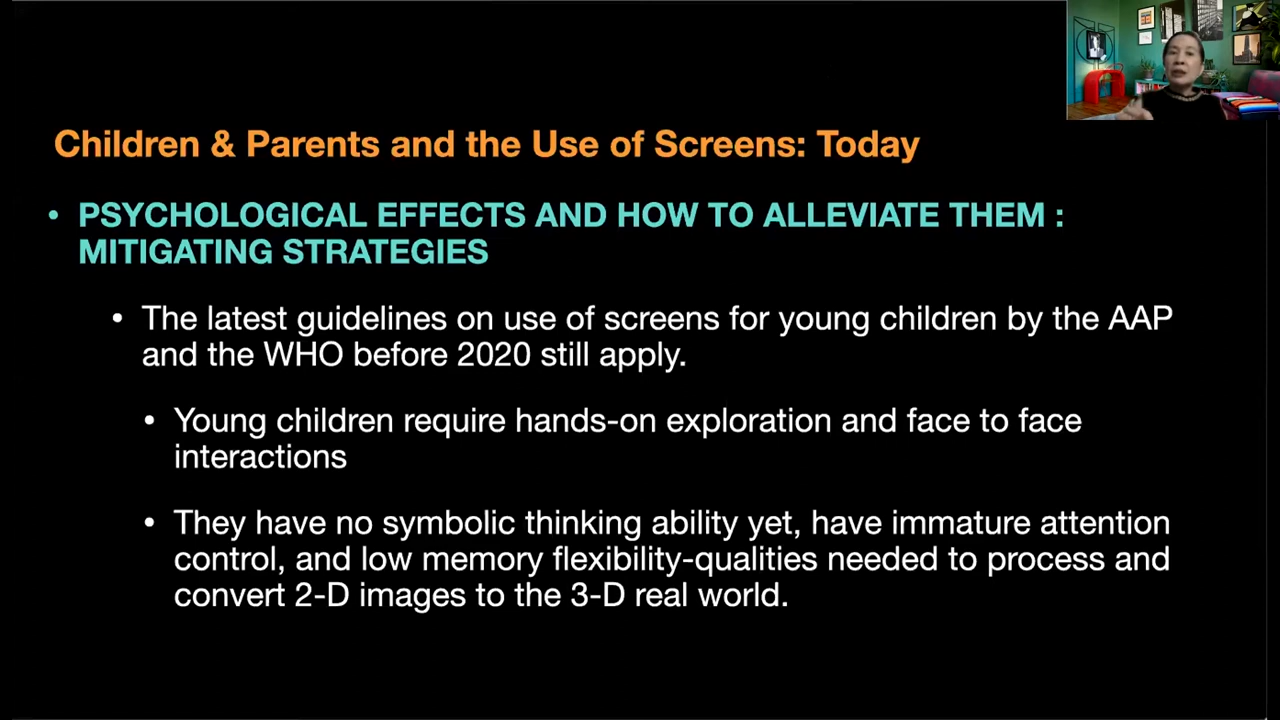 Children & Parents and the Use of Screens: Today
• PSYCHOLOGICAL EFFECTS AND HOW TO ALLEVIATE THEM :
MITIGATING STRATEGIES
• The latest guidelines on use of screens for young children by the AAP
and the WHO before 2020 still apply.
• Young children require hands-on exploration and face to face
interactions
• They have no symbolic thinking ability yet, have immature attention
control, and low memory flexibility-qualities needed to process and
convert 2-D images to the 3-D real world.